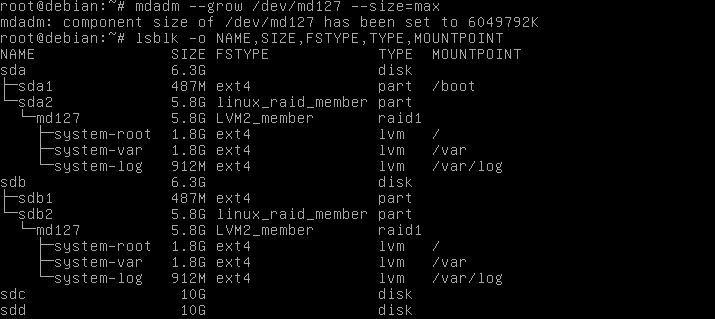 root@debian:~# mdadm --grow /dev/md127 --size=max
mdadm: component size of /dev/md127 has been set to 6049792K
root@debian:~# lsblk -o NAME,SIZE,FSTYPE,TYPE,MOUNTPOINT
NAME                SIZE FSTYPE            TYPE  MOUNTPOINT
sda                 6.3G                   disk
├─sda1              487M ext4              part  /boot
└─sda2              5.8G linux_raid_member part
  └─md127           5.8G LVM2_member       raid1
    ├─system-root   1.8G ext4              lvm   /
    ├─system-var    1.8G ext4              lvm   /var
    └─system-log    912M ext4              lvm   /var/log
sdb                 6.3G                   disk
├─sdb1              487M ext4              part
└─sdb2              5.8G linux_raid_member part
  └─md127           5.8G LVM2_member       raid1
    ├─system-root   1.8G ext4              lvm   /
    ├─system-var    1.8G ext4              lvm   /var
    └─system-log    912M ext4              lvm   /var/log
sdc                  10G                   disk
sdd                  10G                   disk